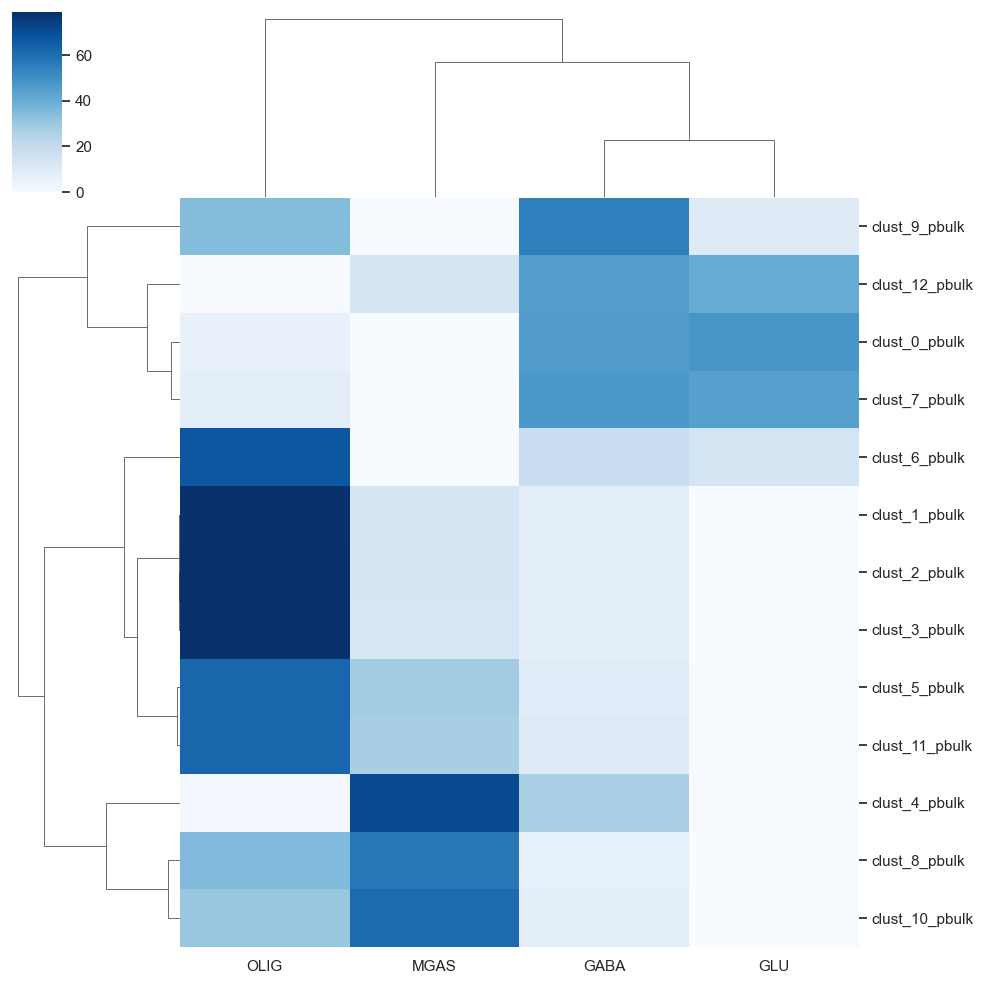 60
40
20
0
clust_9_pbulk
clust_12_pbulk
clust_0_pbulk
clust_7_pbulk
clust_6_pbulk
clust_1_pbulk
clust_2_pbulk
clust_3_pbulk
clust_5_pbulk
clust_11_pbulk
clust_4_pbulk
clust_8_pbulk
clust_10_pbulk
OLIG MGAS GABA GLU